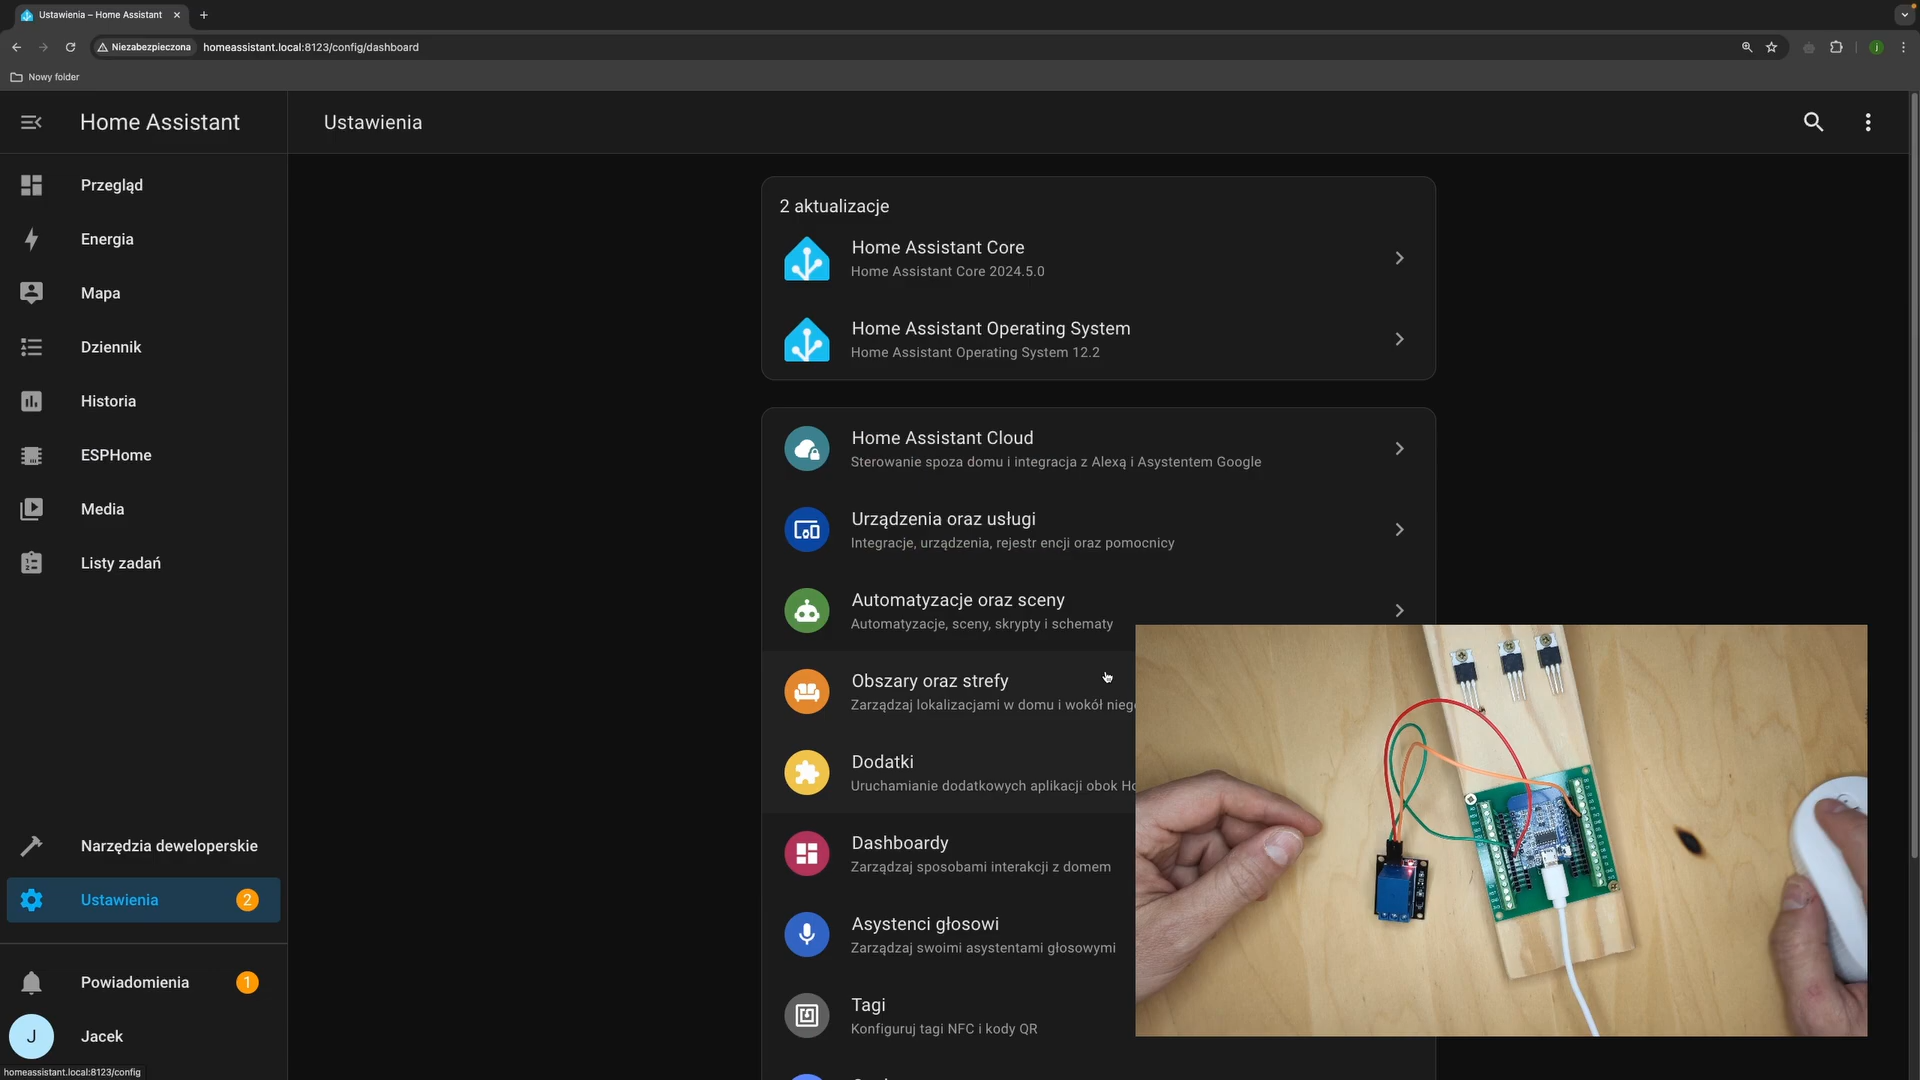 Ustawienia – Home Assistant
Niezabezpieczona
homeassistant.local:8123/config/dashboard
j
Nowy folder
Home Assistant
Ustawienia
Przegląd
Energia
Mapa
Dziennik
Historia
ESPHome
Media
Listy zadań
Narzędzia deweloperskie
Ustawienia
2
Powiadomienia
1
J
Jacek
homeassistant.local:8123/config
2 aktualizacje
Home Assistant Core
Home Assistant Core 2024.5.0
Home Assistant Operating System
Home Assistant Operating System 12.2
Home Assistant Cloud
Sterowanie spoza domu i integracja z Alexą i Asystentem Google
Urządzenia oraz usługi
Integracje, urządzenia, rejestr encji oraz pomocnicy
Automatyzacje oraz sceny
Automatyzacje, sceny, skrypty i schematy
Obszary oraz strefy
Zarządzaj lokalizacjami w domu i wokół nieg
Dodatki
Uruchamianie dodatkowych aplikacji obok Ho
Dashboardy
Zarządzaj sposobami interakcji z domem
Asystenci głosowi
Zarządzaj swoimi asystentami głosowymi
Tagi
Konfiguruj tagi NFC i kody QR